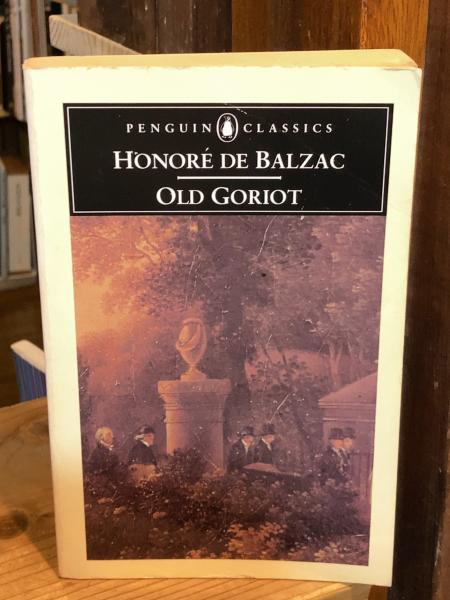 PENGUIN CLASSICS
HONORÉ DE BALZAC
OLD GORIOT